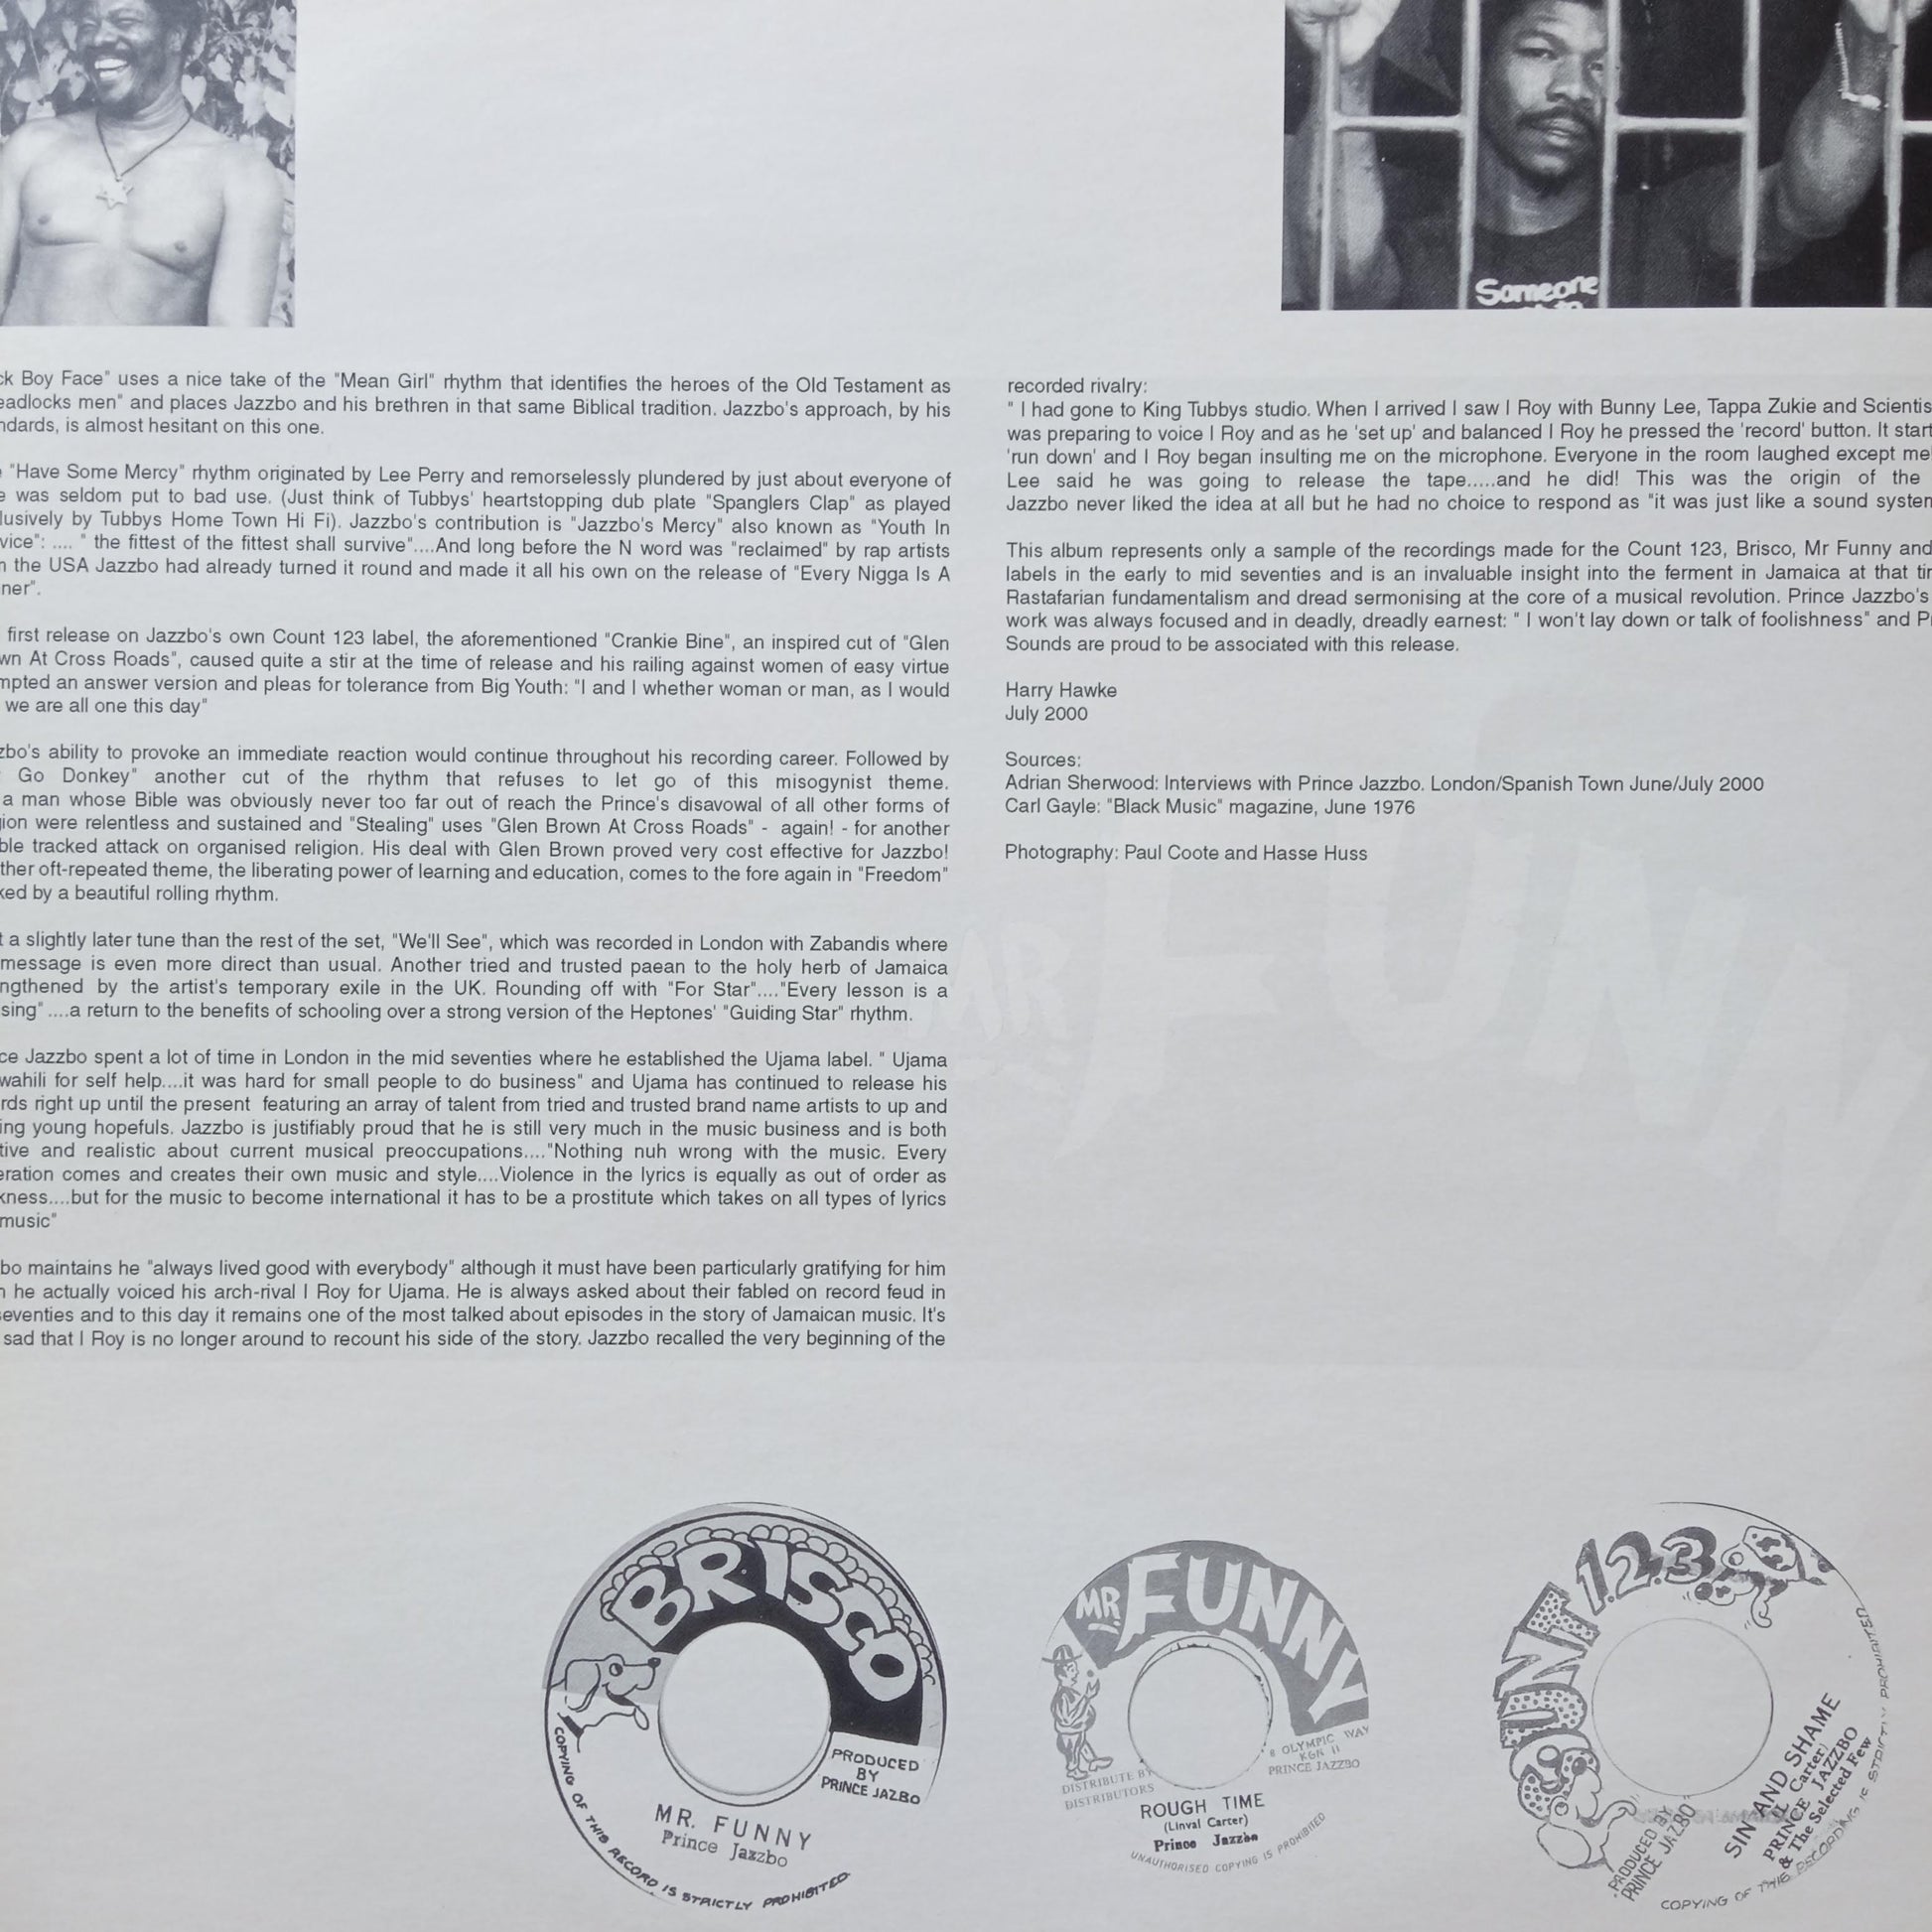 Someone
ck Boy Face" uses a nice take of the "Mean Girl" rhythm that identifies the heroes of the Old Testament as
eadlocks men" and places Jazzbo and his brethren in that same Biblical tradition. Jazzbo's approach, by his
ndards, is almost hesitant on this one.
"Have Some Mercy" rhythm originated by Lee Perry and remorselessly plundered by just about everyone of
e was seldom put to bad use. (Just think of Tubbys' heartstopping dub plate "Spanglers Clap" as played
lusively by Tubbys Home Town Hi Fi). Jazzbo's contribution is "Jazzbo's Mercy" also known as "Youth In
vice": .... " the fittest of the fittest shall survive"....And long before the N word was "reclaimed" by rap artists
n the USA Jazzbo had already turned it round and made it all his own on the release of "Every Nigga Is A
ner".
first release on Jazzbo's own Count 123 label, the aforementioned "Crankie Bine", an inspired cut of "Glen
wn At Cross Roads", caused quite a stir at the time of release and his railing against women of easy virtue
mpted an answer version and pleas for tolerance from Big Youth: "I and I whether woman or man, as I would
we are all one this day"
zbo's ability to provoke an immediate reaction would continue throughout his recording career. Followed by
Go Donkey" another cut of the rhythm that refuses to let go of this misogynist theme.
a man whose Bible was obviously never too far out of reach the Prince's disavowal of all other forms of
gion were relentless and sustained and "Stealing" uses "Glen Brown At Cross Roads" - again! - for another
ble tracked attack on organised religion. His deal with Glen Brown proved very cost effective for Jazzbo!
ther oft-repeated theme, the liberating power of learning and education, comes to the fore again in "Freedom"
ked by a beautiful rolling rhythm.
t a slightly later tune than the rest of the set, "We'll See", which was recorded in London with Zabandis where
message is even more direct than usual. Another tried and trusted paean to the holy herb of Jamaica
ngthened by the artist's temporary exile in the UK. Rounding off with "For Star"...."Every lesson is a
sing" ....a return to the benefits of schooling over a strong version of the Heptones' "Guiding Star" rhythm.
ce Jazzbo spent a lot of time in London in the mid seventies where he established the Ujama label. " Ujama
wahili for self help....it was hard for small people to do business" and Ujama has continued to release his
rds right up until the present featuring an array of talent from tried and trusted brand name artists to up and
ing young hopefuls. Jazzbo is justifiably proud that he is still very much in the music business and is both
tive and realistic about current musical preoccupations...."Nothing nuh wrong with the music. Every
eration comes and creates their own music and style....Violence in the lyrics is equally as out of order as
kness....but for the music to become international it has to be a prostitute which takes on all types of lyrics
music"
bo maintains he "always lived good with everybody" although it must have been particularly gratifying for him
n he actually voiced his arch-rival I Roy for Ujama. He is always asked about their fabled on record feud in
seventies and to this day it remains one of the most talked about episodes in the story of Jamaican music. It's
sad that I Roy is no longer around to recount his side of the story. Jazzbo recalled the very beginning of the
recorded rivalry:
" I had gone to King Tubbys studio. When I arrived I saw I Roy with Bunny Lee, Tappa Zukie and Scientis
was preparing to voice I Roy and as he 'set up' and balanced I Roy he pressed the 'record' button. It start
'run down' and I Roy began insulting me on the microphone. Everyone in the room laughed except me
Lee said he was going to release the tape.....and he did! This was the origin of the
Jazzbo never liked the idea at all but he had no choice to respond as "it was just like a sound system
This album represents only a sample of the recordings made for the Count 123, Brisco, Mr Funny and
labels in the early to mid seventies and is an invaluable insight into the ferment in Jamaica at that tim
Rastafarian fundamentalism and dread sermonising at the core of a musical revolution. Prince Jazzbo's
work was always focused and in deadly, dreadly earnest: " I won't lay down or talk of foolishness" and P
Sounds are proud to be associated with this release.
Harry Hawke
July 2000
Sources:
Adrian Sherwood: Interviews with Prince Jazzbo. London/Spanish Town June/July 2000
Carl Gayle: "Black Music" magazine, June 1976
Photography: Paul Coote and Hasse Huss
BRISCO
PRODUCED
BY
PRINCE JAZBO
MR. FUNNY
Prince Jazzbo
COPYING OF THIS RECORD IS STRICTLY PROHIBITED
MR FUNNY
DISTRIBUTE BY
DISTRIBUTORS
8 OLYMPIC WAY
KGN 11
PRINCE JAZZBO
ROUGH TIME
(Linval Carter)
Prince Jazzbo
UNAUTHORISED COPYING IS PROHIBITED
COUNT 1.2.3.
PRODUCED BY
PRINCE JAZBO
SIN AND SHAME
(L Carter)
PRINCE JAZZBO
& The Selected Few
COPYING OF THIS RECORDING IS STRICTLY PROHIBITED